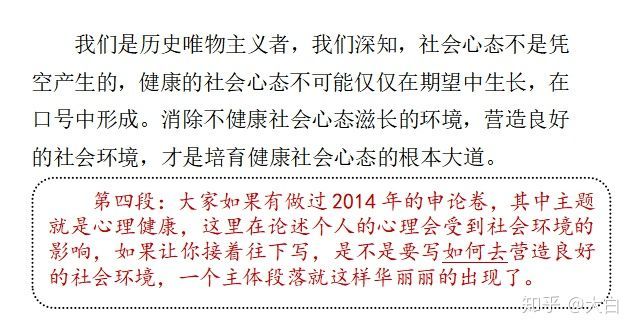 我们是历史唯物主义者，我们深知，社会心态不是凭
空产生的，健康的社会心态不可能仅仅在期望中生长，在
口号中形成。消除不健康社会心态滋长的环境，营造良好
的社会环境，才是培育健康社会心态的根本大道。
第四段：大家如果有做过 2014 年的申论卷，其中主题
就是心理健康，这里在论述个人的心理会受到社会环境的
影响，如果让你接着往下写，是不是要写如何去营造良好
的社会环境，一个主体段落就这样华丽丽的出现了。
知乎 @大白